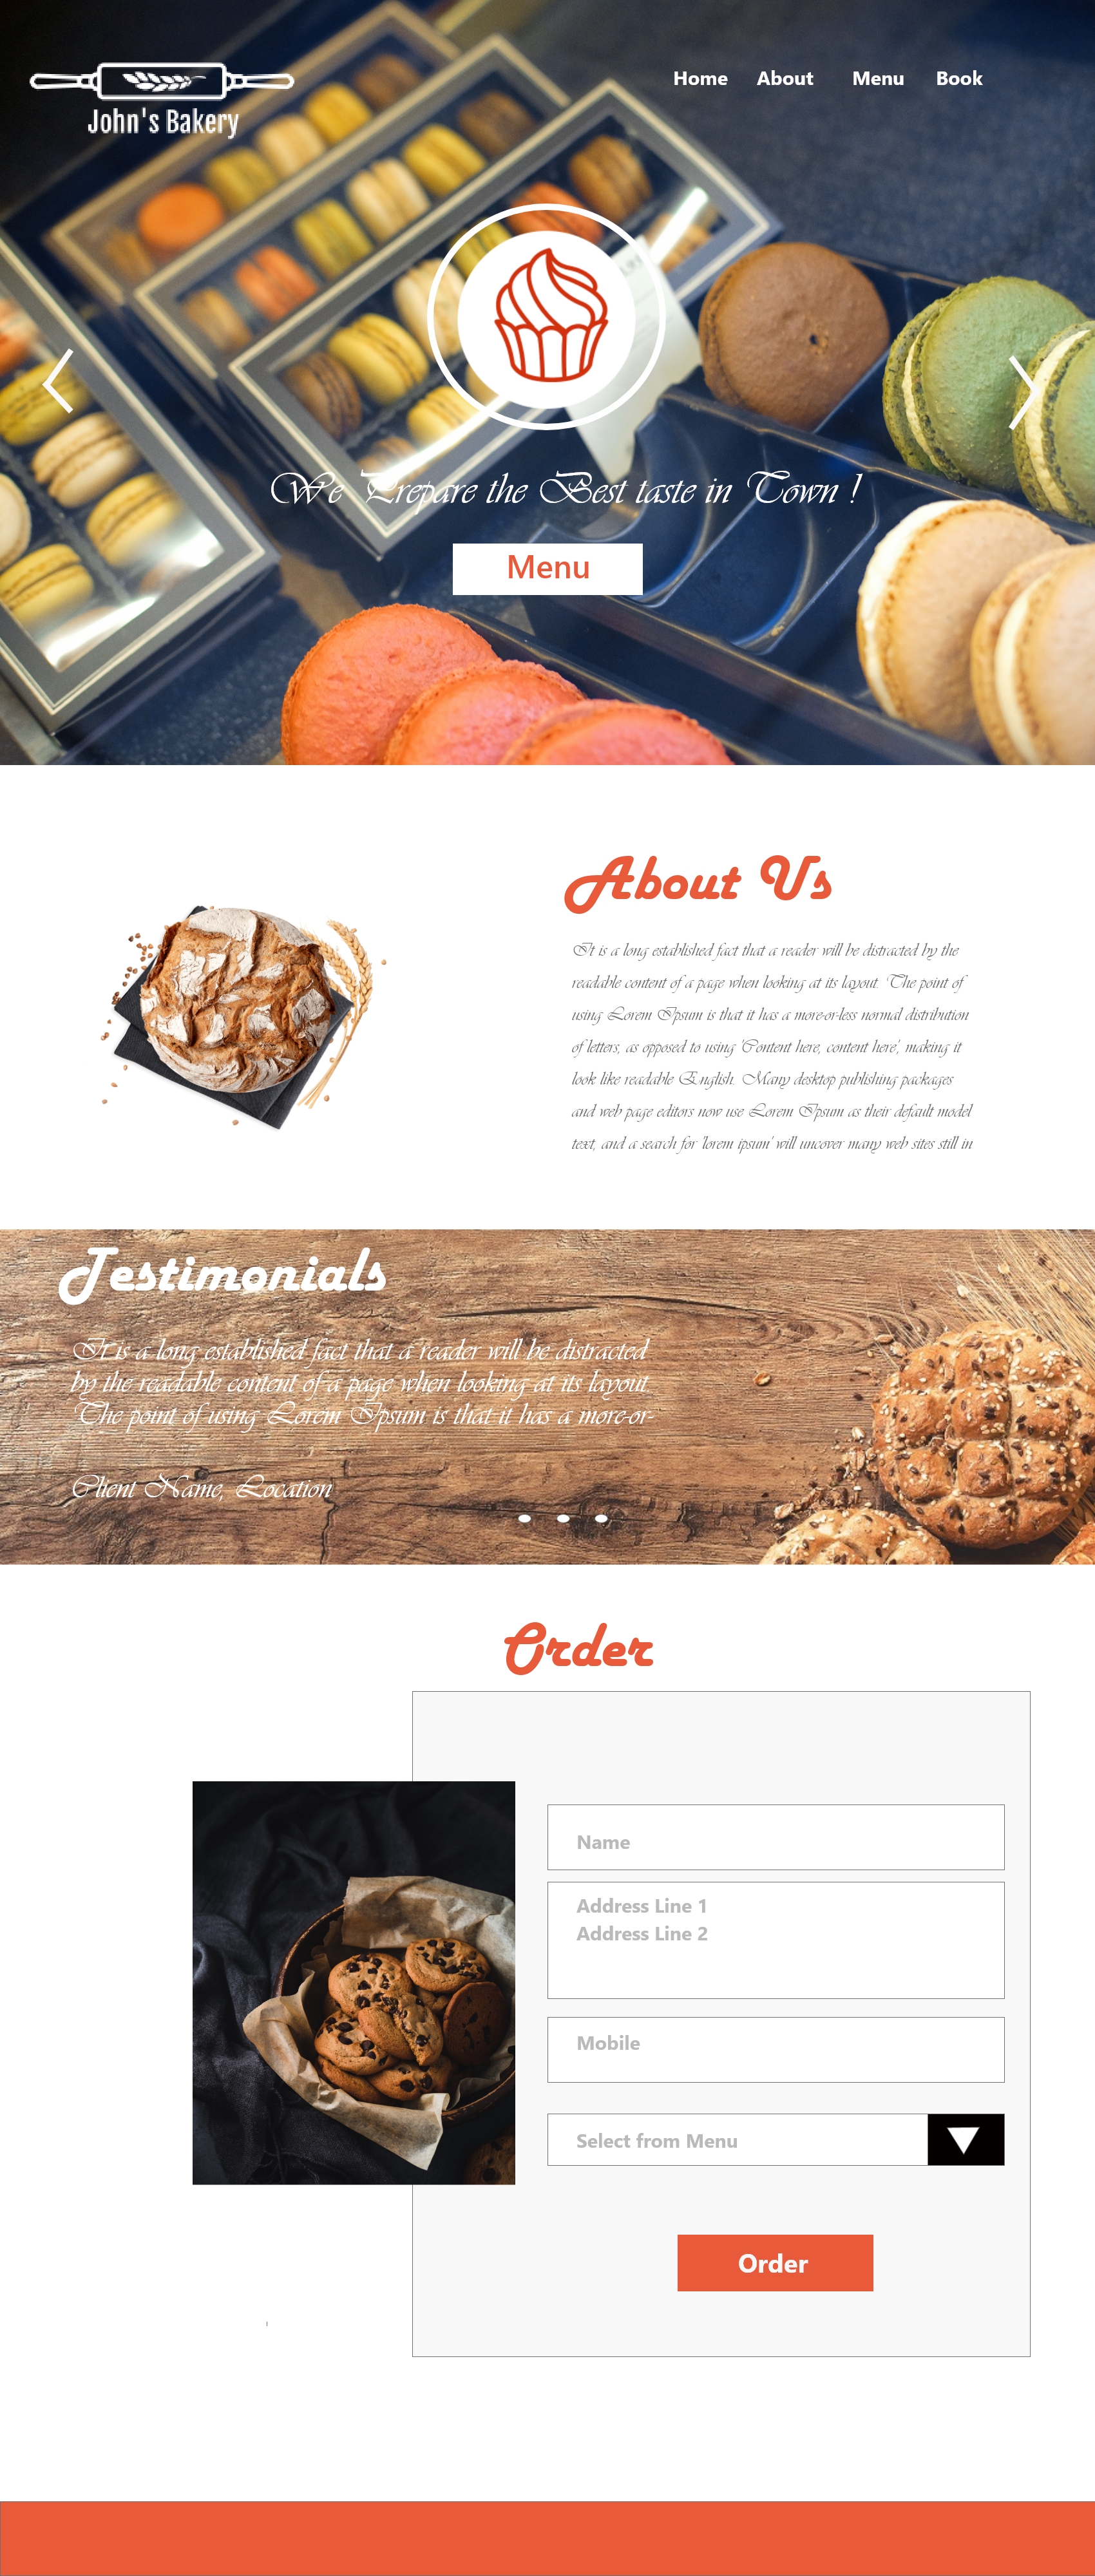 John's Bakery
Home About Menu Book
We Prepare the Best taste in Town !
Menu
About Us
It is a long established fact that a reader will be distracted by the
readable content of a page when looking at its layout. The point of
using Lorem Ipsum is that it has a more-or-less normal distribution
of letters, as opposed to using 'Content here, content here', making it
look like readable English. Many desktop publishing packages
and web page editors now use Lorem Ipsum as their default model
text, and a search for 'lorem ipsum' will uncover many web sites still in
Testimonials
It is a long established fact that a reader will be distracted
by the readable content of a page when looking at its layout.
The point of using Lorem Ipsum is that it has a more-or-
Client Name, Location
Order
Name
Address Line 1
Address Line 2
Mobile
Select from Menu
Order